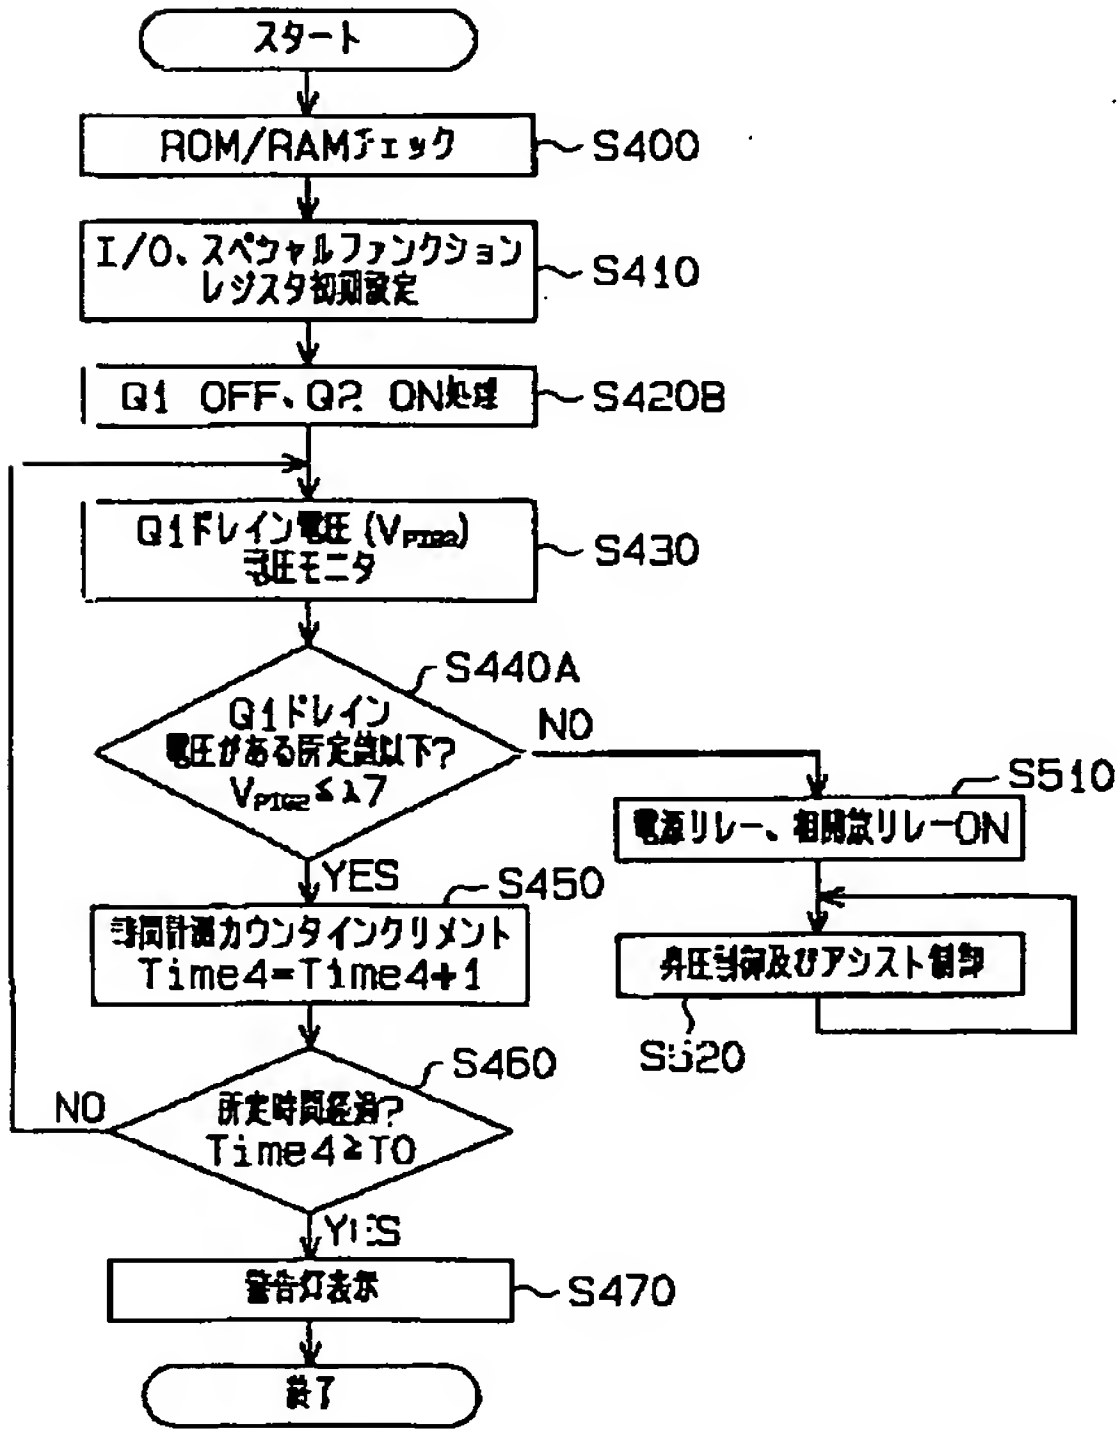 スタート
ROM/RAMチェック
S400
I/O、スペシャルファンクション
レジスタ初期設定
S410
Q1 OFF、Q2 ON処理
S420B
Q1ドレイン電圧(VPIG2)
電圧モニタ
S430
S440A
Q1ドレイン
電圧がある所定値以下?
VPIG2≦λ7
NO
YES
S510
電源リレー、相開放リレーON
S450
時間計測カウンタインクリメント
Time4=Time4+1
昇圧制御及びアシスト制御
S520
S460
所定時間経過?
Time4≧T0
NO
YES
警告灯表示
S470
終了